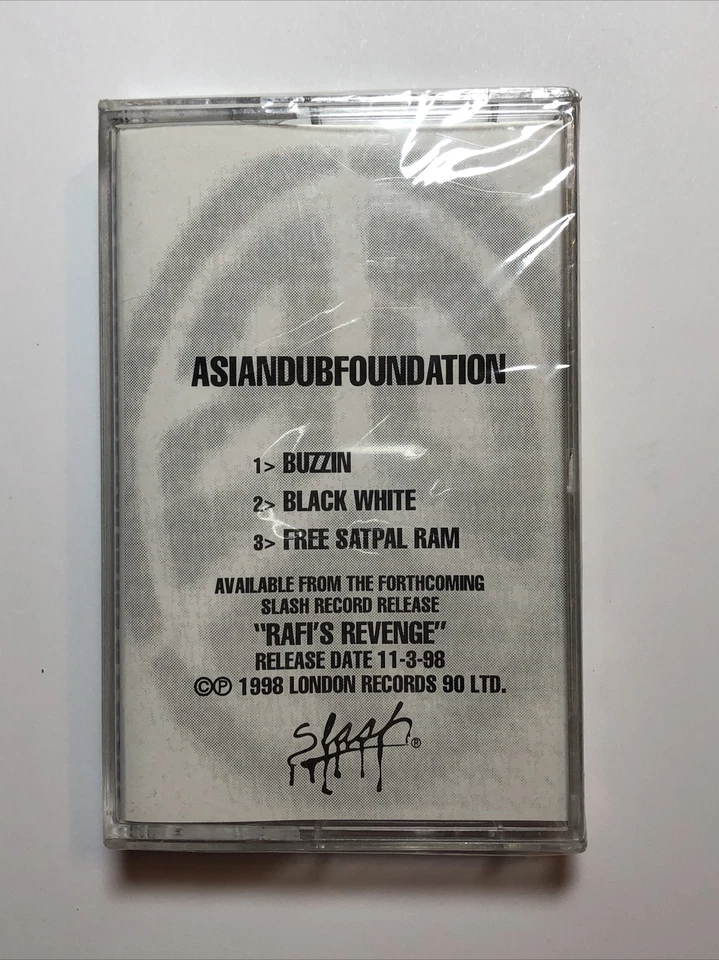 ASIANDUBFOUNDATION
1> BUZZIN
2> BLACK WHITE
3> FREE SATPAL RAM
AVAILABLE FROM THE FORTHCOMING
SLASH RECORD RELEASE
"RAFI'S REVENGE"
RELEASE DATE 11-3-98
©℗ 1998 LONDON RECORDS 90 LTD.
Slash®